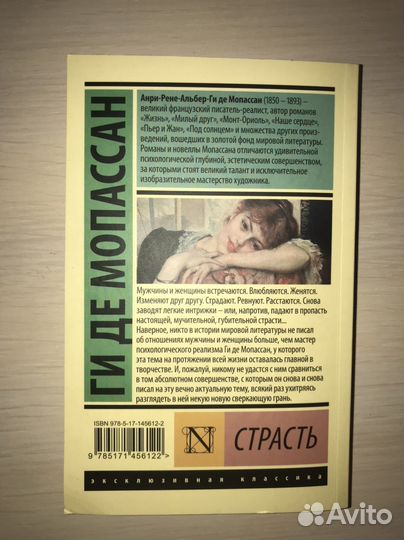 ГИ ДЕ МОПАССАН
Анри-Рене-Альбер-Ги де Мопассан (1850 – 1893) –
великий французский писатель-реалист, автор романов
«Жизнь», «Милый друг», «Монт-Ориоль», «Наше сердце»,
«Пьер и Жан», «Под солнцем» и множества других произ-
ведений, вошедших в золотой фонд мировой литературы.
Романы и новеллы Мопассана отличаются удивительной
психологической глубиной, эстетическим совершенством,
за которыми стоят великий талант и исключительное
изобразительное мастерство художника.
Мужчины и женщины встречаются. Влюбляются. Женятся.
Изменяют друг другу. Страдают. Ревнуют. Расстаются. Снова
заводят легкие интрижки – или, напротив, падают в пропасть
настоящей, мучительной, губительной страсти...
Наверное, никто в истории мировой литературы не писал
об отношениях мужчины и женщины больше, чем мастер
психологического реализма Ги де Мопассан, у которого
эта тема на протяжении всей жизни оставалась главной в
творчестве. И, пожалуй, никому не удастся с ним сравниться
в том абсолютном совершенстве, с которым он снова и снова
писал на эту вечно актуальную тему, всякий раз ухитряясь
разглядеть в ней некую новую сверкающую грань.
ISBN 978-5-17-145612-2
9 785171 456122 >
N
СТРАСТЬ
эксклюзивная классика
Avito